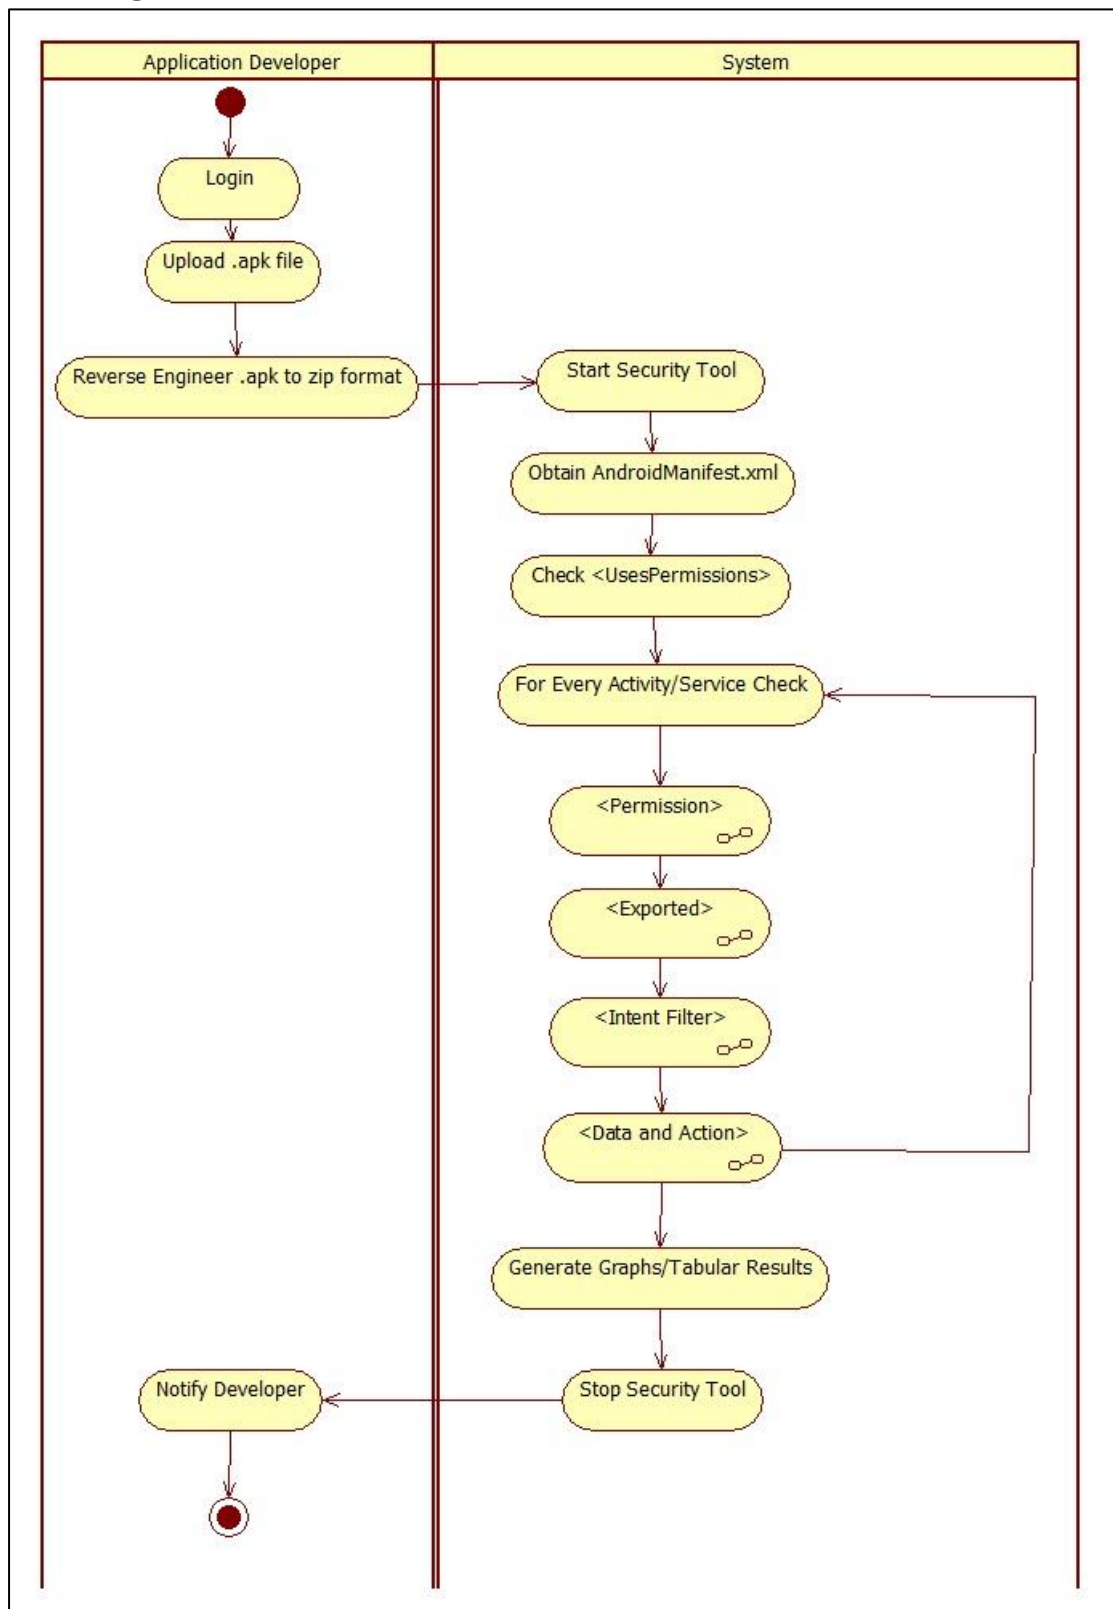 Application Developer
System
Login
Upload .apk file
Reverse Engineer .apk to zip format
Start Security Tool
Obtain AndroidManifest.xml
Check <UsesPermissions>
For Every Activity/Service Check
<Permission>
<Exported>
<Intent Filter>
<Data and Action>
Generate Graphs/Tabular Results
Notify Developer
Stop Security Tool